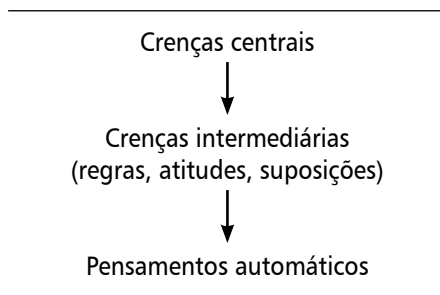 Crenças centrais
Crenças intermediárias
(regras, atitudes, suposições)
Pensamentos automáticos